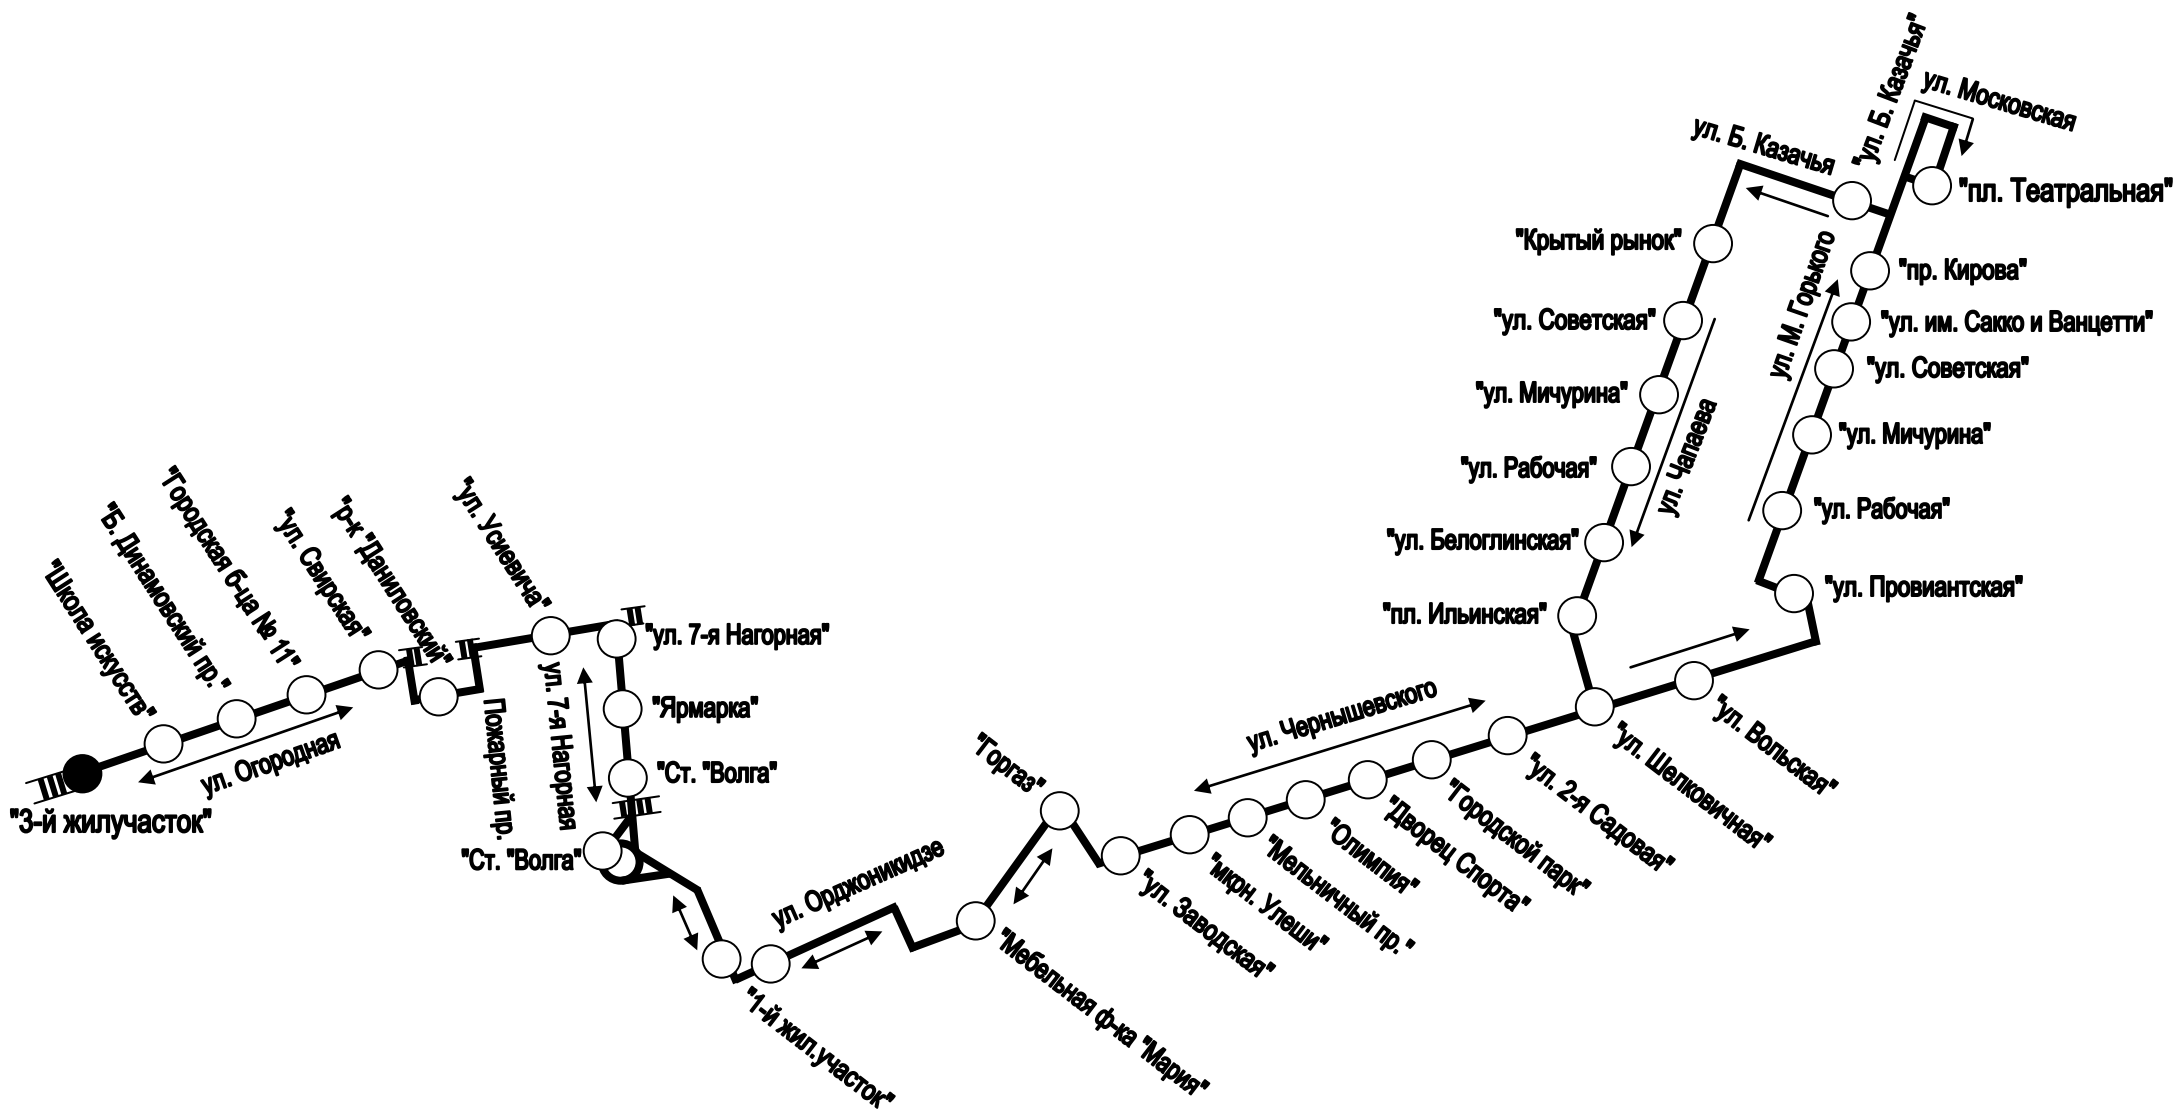 "3-й жилучасток"
"Школа искусств"
"Б. Динамовский пр."
"Городская б-ца № 11"
"ул. Свирская"
"р-к "Даниловский"
ул. Огородная
Пожарный пр.
"ул. Усиевича"
"ул. 7-я Нагорная"
ул. 7-я Нагорная
"Ярмарка"
"Ст. "Волга"
"Ст. "Волга"
"1-й жил.участок"
ул. Орджоникидзе
"Мебельная ф-ка "Мария"
"Горгаз"
"ул. Заводская"
"мкрн. Улеши"
"Мельничный пр."
"Олимпия"
"Дворец Спорта"
"Городской парк"
"ул. 2-я Садовая"
"ул. Шелковичная"
"ул. Вольская"
ул. Чернышевского
"ул. Провиантская"
"ул. Рабочая"
"ул. Мичурина"
"ул. Советская"
"ул. им. Сакко и Ванцетти"
"пр. Кирова"
ул. М. Горького
"пл. Театральная"
ул. Московская
"ул. Б. Казачья"
ул. Б. Казачья
"Крытый рынок"
"ул. Советская"
"ул. Мичурина"
"ул. Рабочая"
"ул. Белоглинская"
"пл. Ильинская"
ул. Чапаева